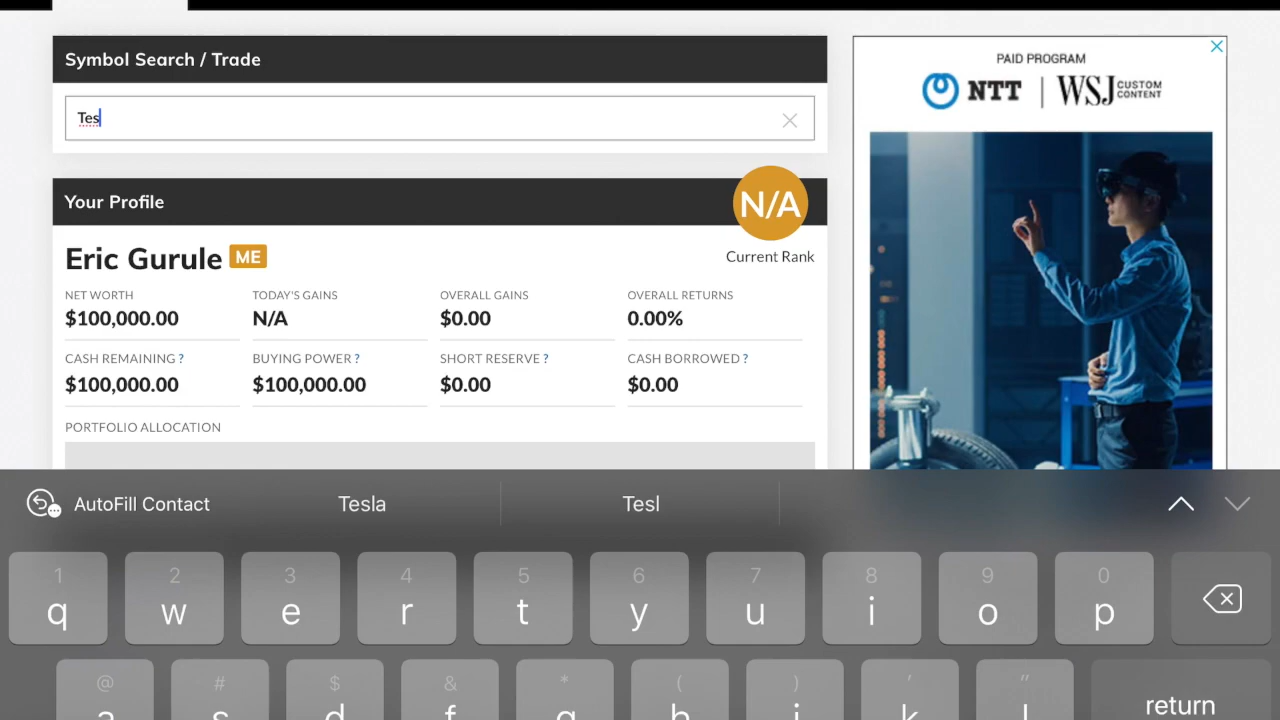 Symbol Search / Trade
Tes
Your Profile
N/A
Current Rank
Eric Gurule ME
NET WORTH TODAY'S GAINS OVERALL GAINS OVERALL RETURNS
$100,000.00 N/A $0.00 0.00%
CASH REMAINING ? BUYING POWER ? SHORT RESERVE ? CASH BORROWED ?
$100,000.00 $100,000.00 $0.00 $0.00
PORTFOLIO ALLOCATION
PAID PROGRAM
NTT | WSJ CUSTOM CONTENT
AutoFill Contact Tesla Tesl
1 2 3 4 5 6 7 8 9 0
q w e r t y u i o p
@ # $ & * ( ) ' "
a s d f g h j k l return